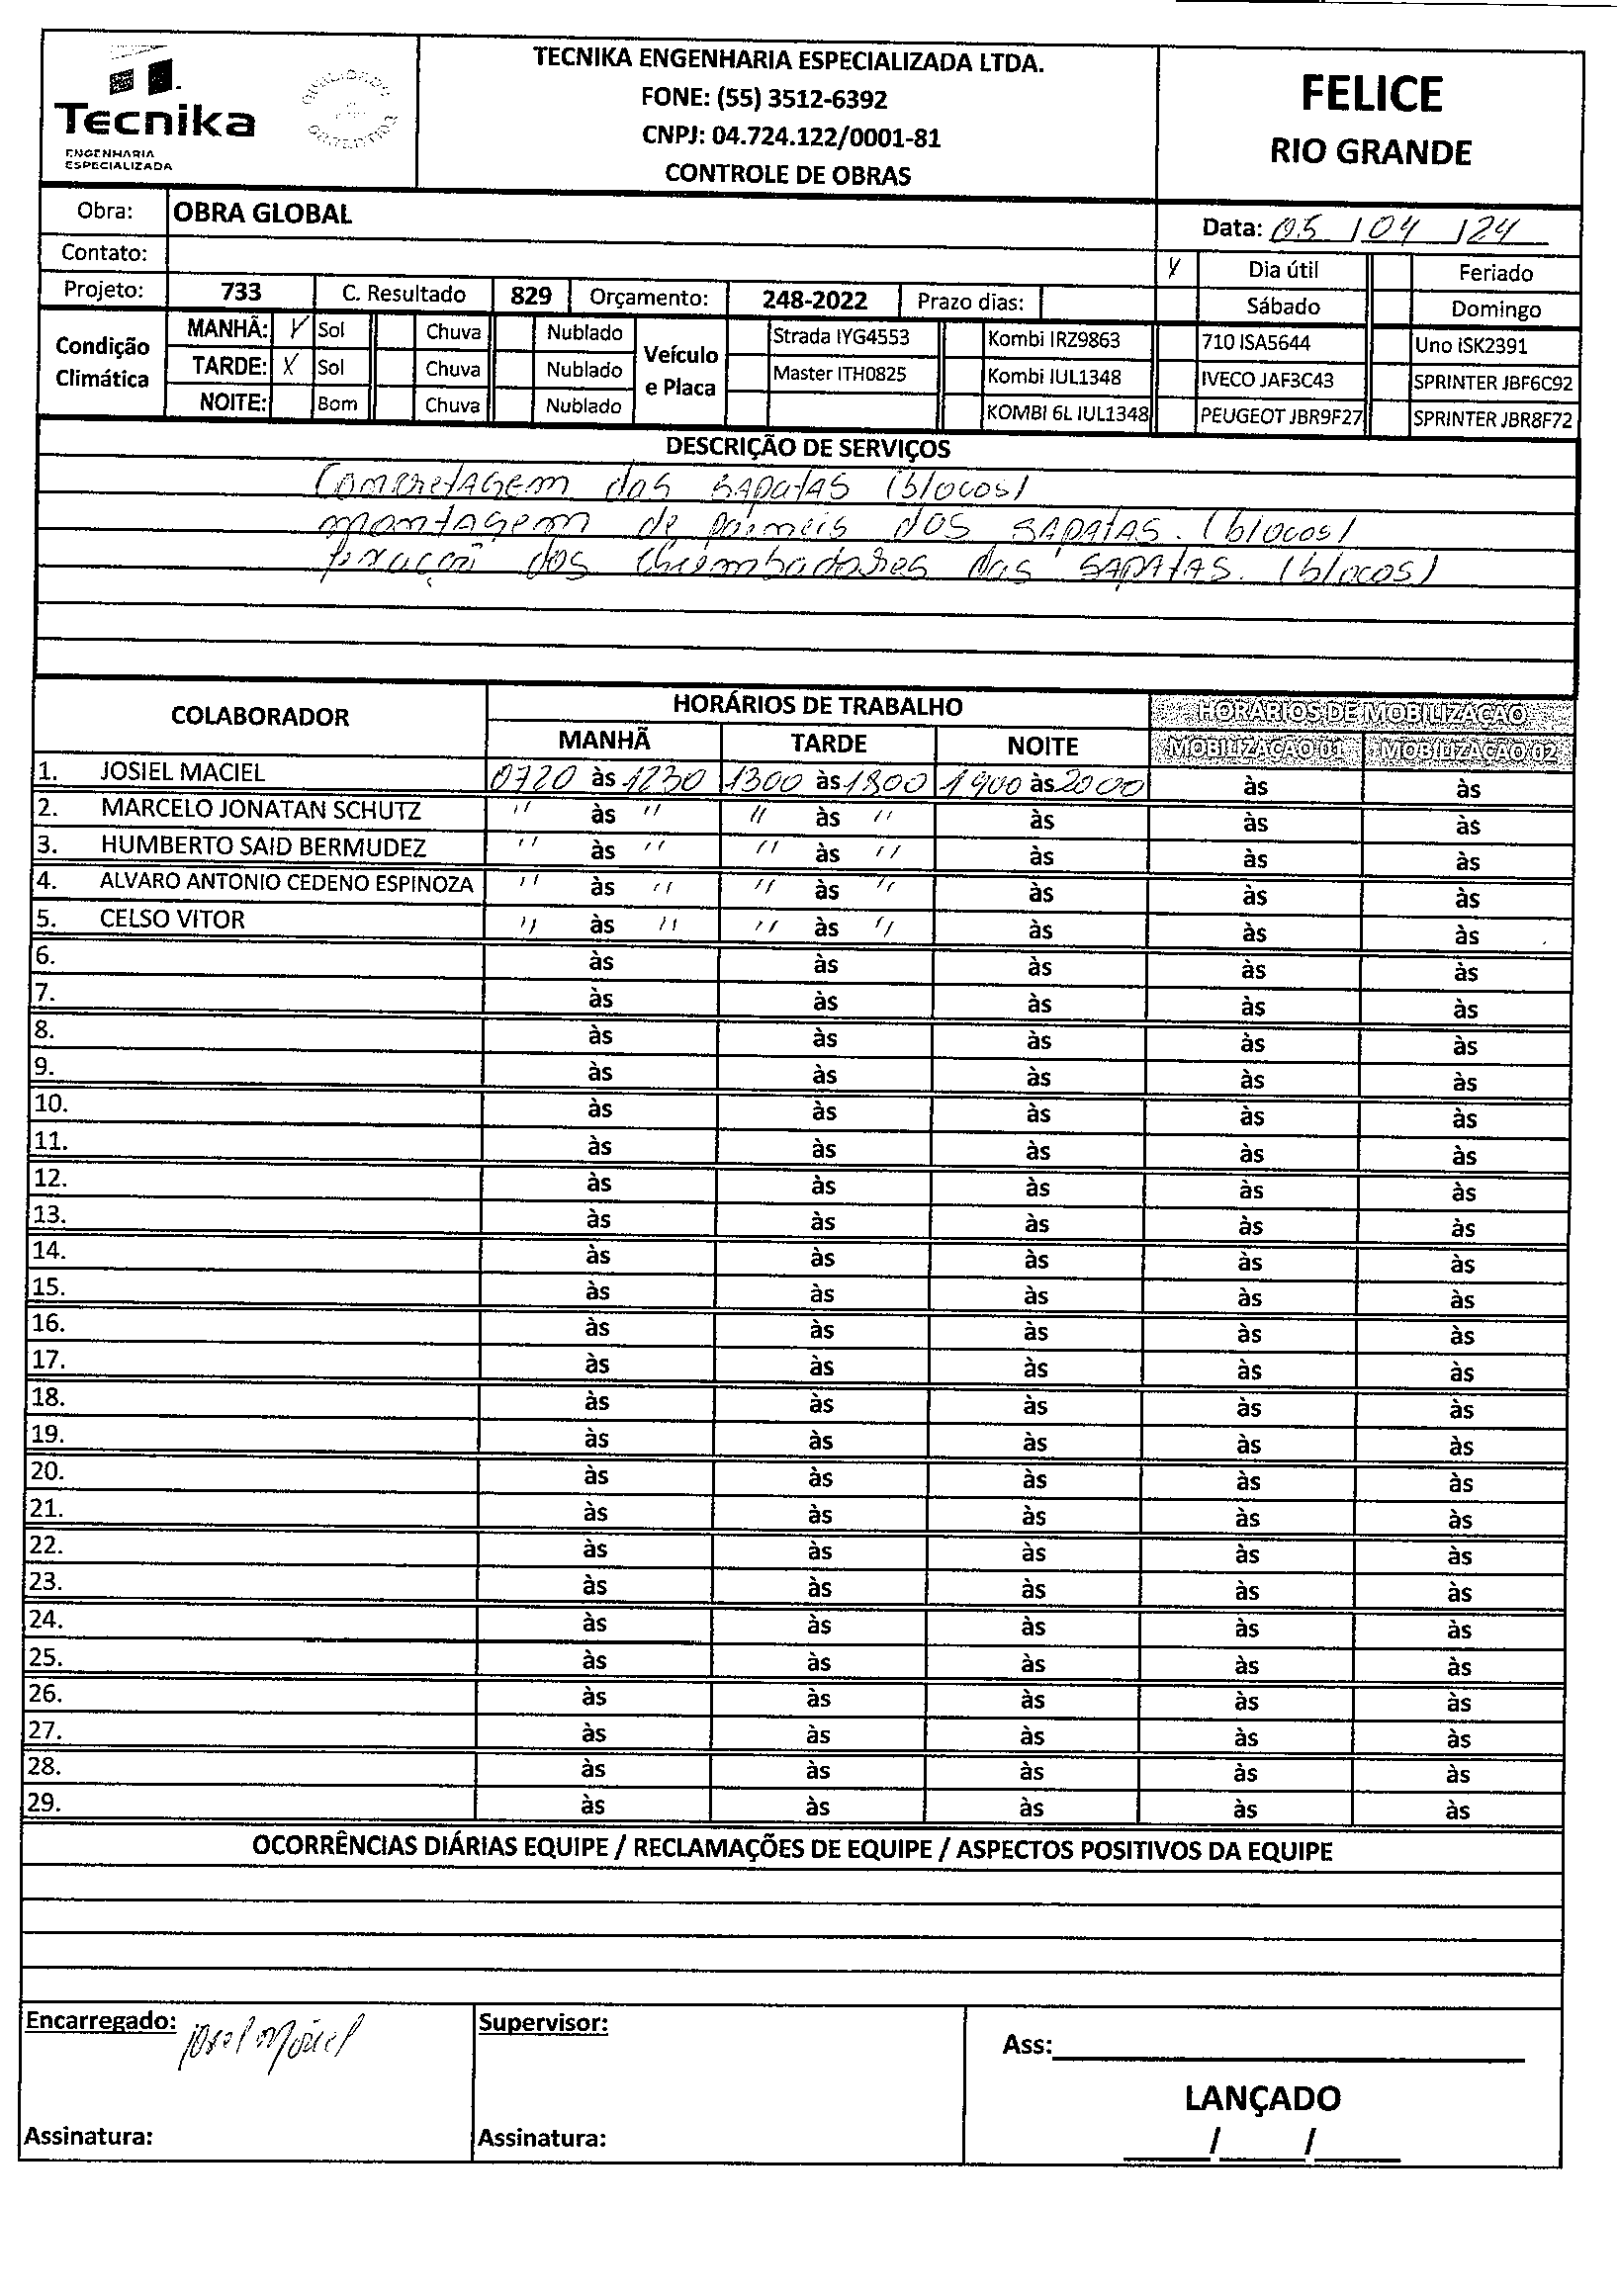 Tecnika
ENGENHARIA
ESPECIALIZADA
QUALIDADE
GARANTIDA
TECNIKA ENGENHARIA ESPECIALIZADA LTDA.
FONE: (55) 3512-6392
CNPJ: 04.724.122/0001-81
CONTROLE DE OBRAS
FELICE
RIO GRANDE
Obra: OBRA GLOBAL
Data: 05/04/24
Contato:
X Dia útil Feriado
Projeto: 733 C. Resultado 829 Orçamento: 248-2022 Prazo dias:
Sábado Domingo
Condição Climática
MANHÃ: X Sol Chuva Nublado
TARDE: X Sol Chuva Nublado
NOITE: Bom Chuva Nublado
Veículo e Placa
Strada IYG4553 Kombi IRZ9863 710 ISA5644 Uno ISK2391
Master ITH0825 Kombi IUL1348 IVECO JAF3C43 SPRINTER JBF6C92
KOMBI 6L IUL1348 PEUGEOT JBR9F27 SPRINTER JBR8F72
DESCRIÇÃO DE SERVIÇOS
Concretagem das sapatas (blocos)
montagem de paineis dos sapatas. (blocos)
fixação dos chumbadores das sapatas. (blocos)
COLABORADOR HORÁRIOS DE TRABALHO HORÁRIOS DE MOBILIZAÇÃO
MANHÃ TARDE NOITE MOBILIZAÇÃO 01 MOBILIZAÇÃO 02
1. JOSIEL MACIEL 0720 às 1230 1300 às 1800 1900 às 2000 às às
2. MARCELO JONATAN SCHUTZ " às " " às " às às às
3. HUMBERTO SAID BERMUDEZ " às " " às " às às às
4. ALVARO ANTONIO CEDENO ESPINOZA " às " " às " às às às
5. CELSO VITOR " às " " às " às às às
6. às às às às às
7. às às às às às
8. às às às às às
9. às às às às às
10. às às às às às
11. às às às às às
12. às às às às às
13. às às às às às
14. às às às às às
15. às às às às às
16. às às às às às
17. às às às às às
18. às às às às às
19. às às às às às
20. às às às às às
21. às às às às às
22. às às às às às
23. às às às às às
24. às às às às às
25. às às às às às
26. às às às às às
27. às às às às às
28. às às às às às
29. às às às às às
OCORRÊNCIAS DIÁRIAS EQUIPE / RECLAMAÇÕES DE EQUIPE / ASPECTOS POSITIVOS DA EQUIPE
Encarregado: Josiel Maciel
Supervisor:
Ass:
LANÇADO
Assinatura:
Assinatura:
/ /